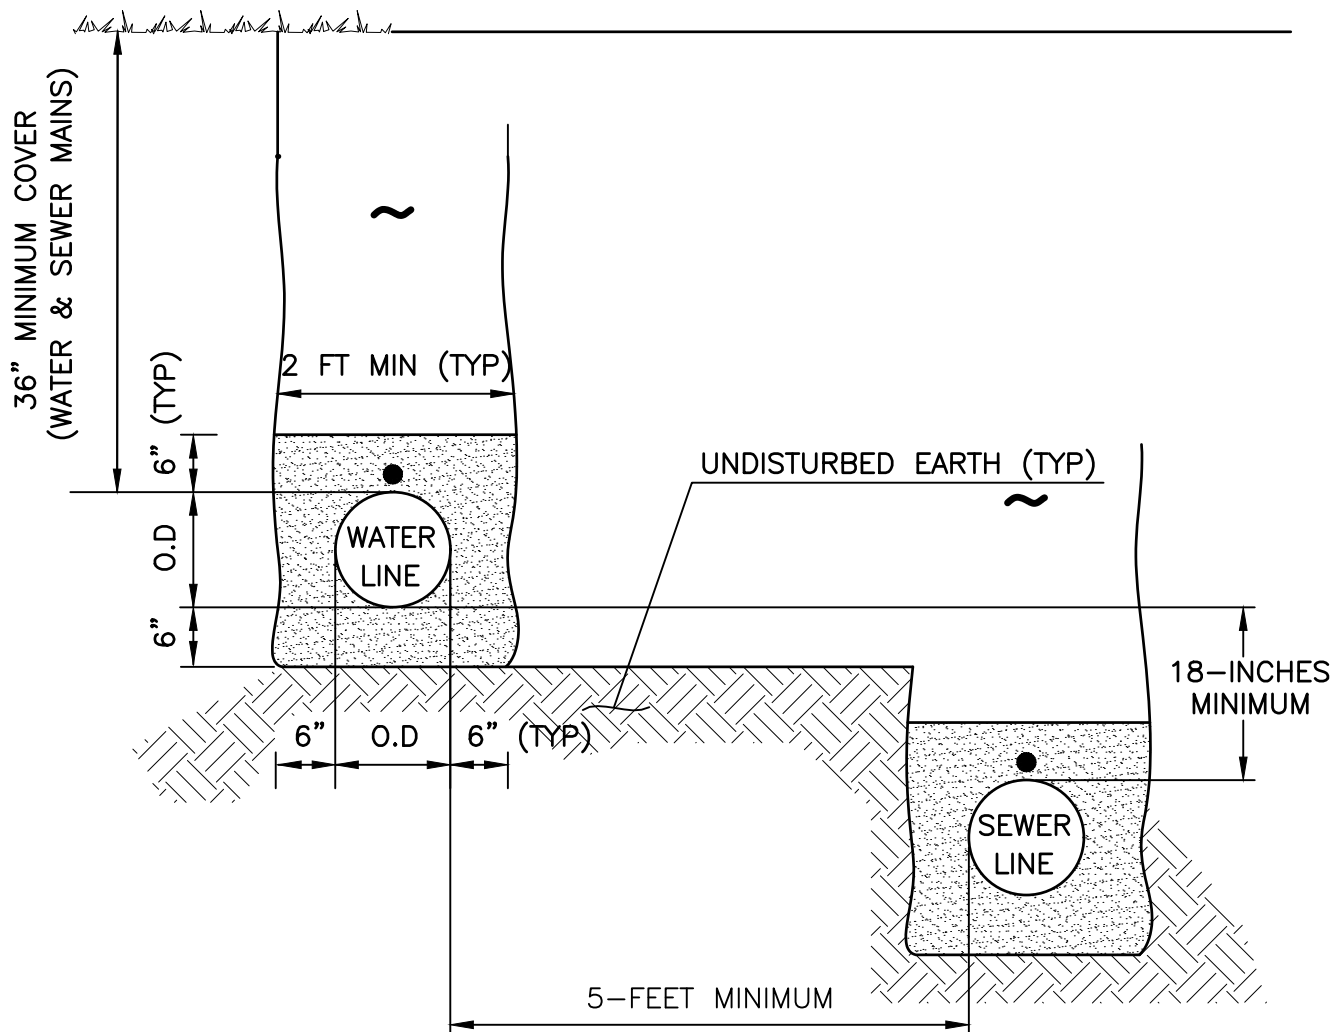 36” MINIMUM COVER
(WATER & SEWER MAINS)
2 FT MIN (TYP)
6” (TYP)
UNDISTURBED EARTH (TYP)
O.D
WATER
LINE
6”
18–INCHES
MINIMUM
6” O.D 6” (TYP)
SEWER
LINE
5–FEET MINIMUM